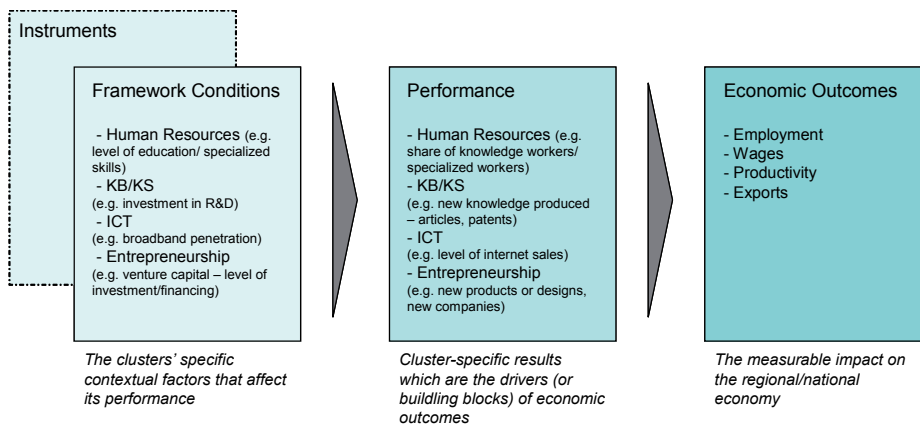 Instruments
Framework Conditions
- Human Resources (e.g.
level of education/ specialized
skills)
- KB/KS
(e.g. investment in R&D)
- ICT
(e.g. broadband penetration)
- Entrepreneurship
(e.g. venture capital – level of
investment/financing)
The clusters' specific
contextual factors that affect
its performance
Performance
- Human Resources (e.g.
share of knowledge workers/
specialized workers)
- KB/KS
(e.g. new knowledge produced
– articles, patents)
- ICT
(e.g. level of internet sales)
- Entrepreneurship
(e.g. new products or designs,
new companies)
Cluster-specific results
which are the drivers (or
buildling blocks) of economic
outcomes
Economic Outcomes
- Employment
- Wages
- Productivity
- Exports
The measurable impact on
the regional/national
economy